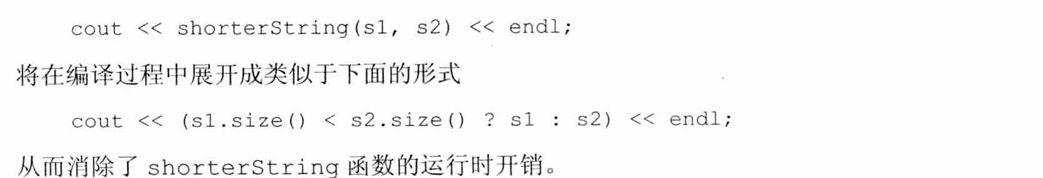 cout << shorterString(s1, s2) << endl;
将在编译过程中展开成类似于下面的形式
cout << (s1.size() < s2.size() ? s1 : s2) << endl;
从而消除了 shorterString 函数的运行时开销。